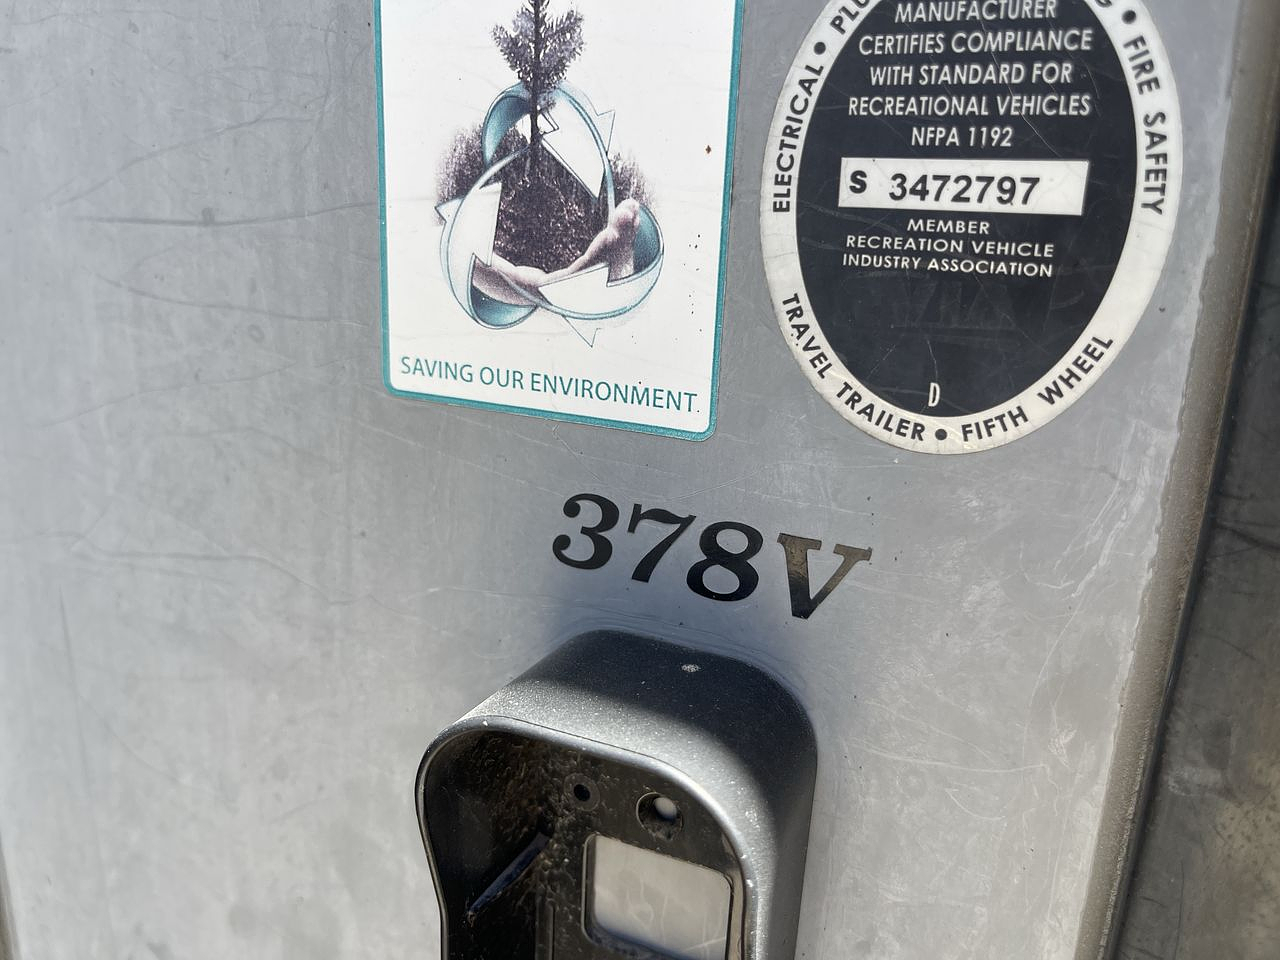 SAVING OUR ENVIRONMENT.
MANUFACTURER
CERTIFIES COMPLIANCE
WITH STANDARD FOR
RECREATIONAL VEHICLES
NFPA 1192
S 3472797
MEMBER
RECREATION VEHICLE
INDUSTRY ASSOCIATION
D
ELECTRICAL •
• FIRE SAFETY
TRAVEL TRAILER • FIFTH WHEEL
378V